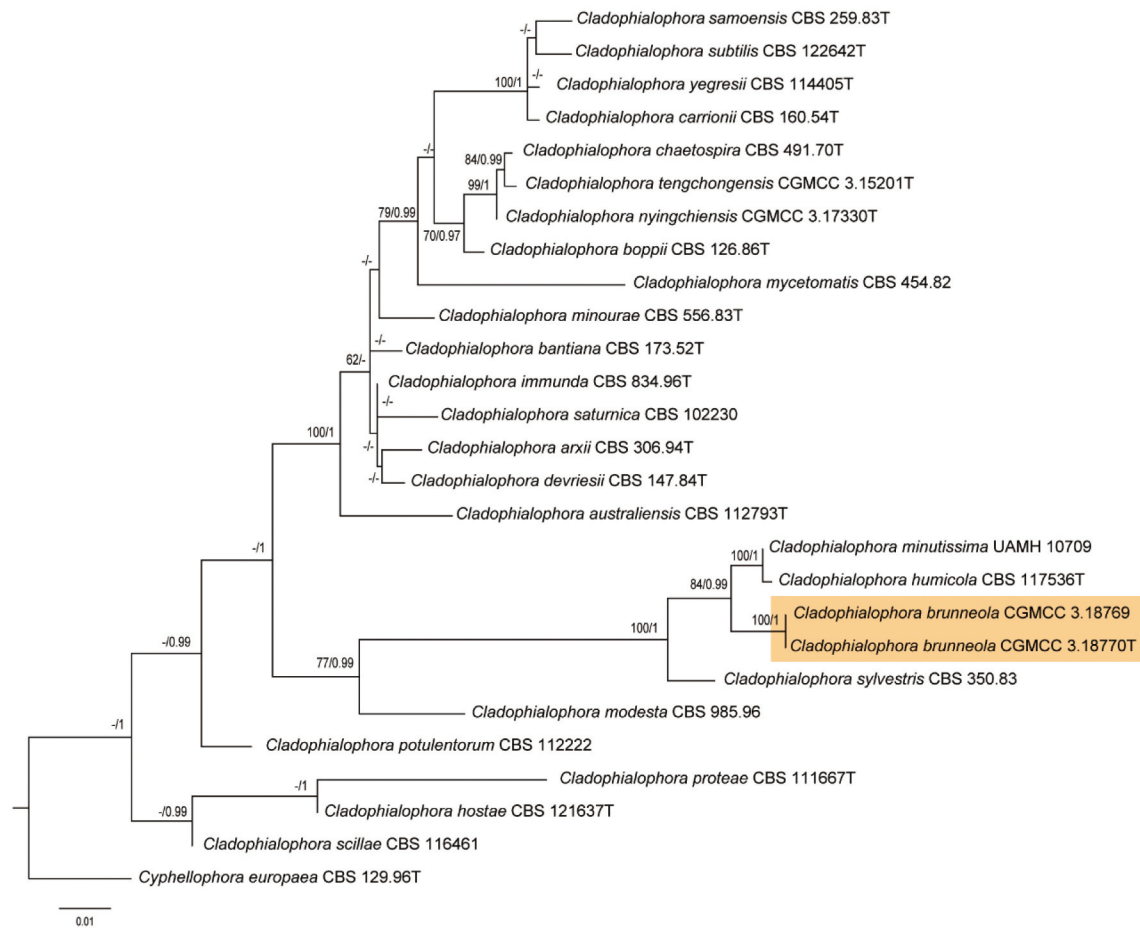 Cladophialophora samoensis CBS 259.83T
-/-
Cladophialophora subtilis CBS 122642T
-/-
Cladophialophora yegresii CBS 114405T
100/1
Cladophialophora carrionii CBS 160.54T
Cladophialophora chaetospira CBS 491.70T
-/-
84/0.99
Cladophialophora tengchongensis CGMCC 3.15201T
99/1
Cladophialophora nyingchiensis CGMCC 3.17330T
79/0.99
70/0.97
Cladophialophora boppii CBS 126.86T
-/-
Cladophialophora mycetomatis CBS 454.82
Cladophialophora minourae CBS 556.83T
-/-
Cladophialophora bantiana CBS 173.52T
62/-
Cladophialophora immunda CBS 834.96T
-/-
Cladophialophora saturnica CBS 102230
100/1
-/-
Cladophialophora arxii CBS 306.94T
-/-
Cladophialophora devriesii CBS 147.84T
Cladophialophora australiensis CBS 112793T
-/1
Cladophialophora minutissima UAMH 10709
100/1
Cladophialophora humicola CBS 117536T
84/0.99
Cladophialophora brunneola CGMCC 3.18769
100/1
100/1
Cladophialophora brunneola CGMCC 3.18770T
-/0.99
77/0.99
Cladophialophora sylvestris CBS 350.83
Cladophialophora modesta CBS 985.96
-/1
Cladophialophora potulentorum CBS 112222
Cladophialophora proteae CBS 111667T
-/1
Cladophialophora hostae CBS 121637T
-/0.99
Cladophialophora scillae CBS 116461
Cyphellophora europaea CBS 129.96T
0.01